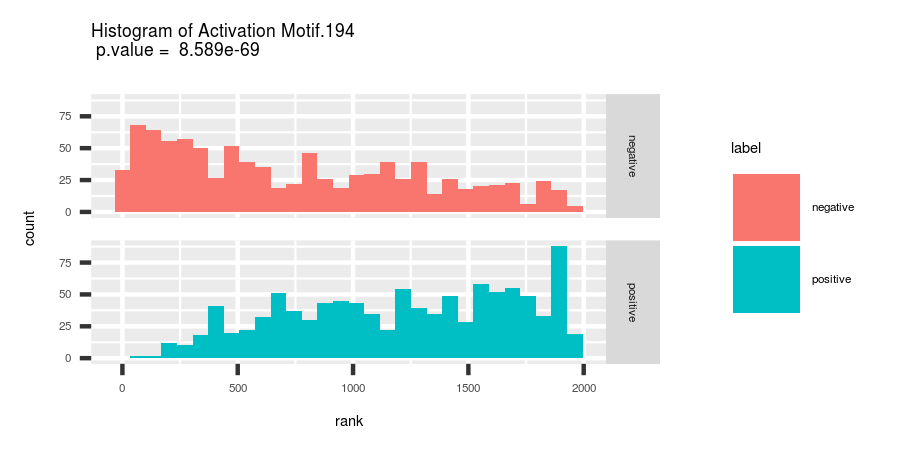 Histogram of Activation Motif.194
p.value = 8.589e-69
75
50
25
0
negative
75
50
25
0
positive
count
0 500 1000 1500 2000
rank
label
negative
positive